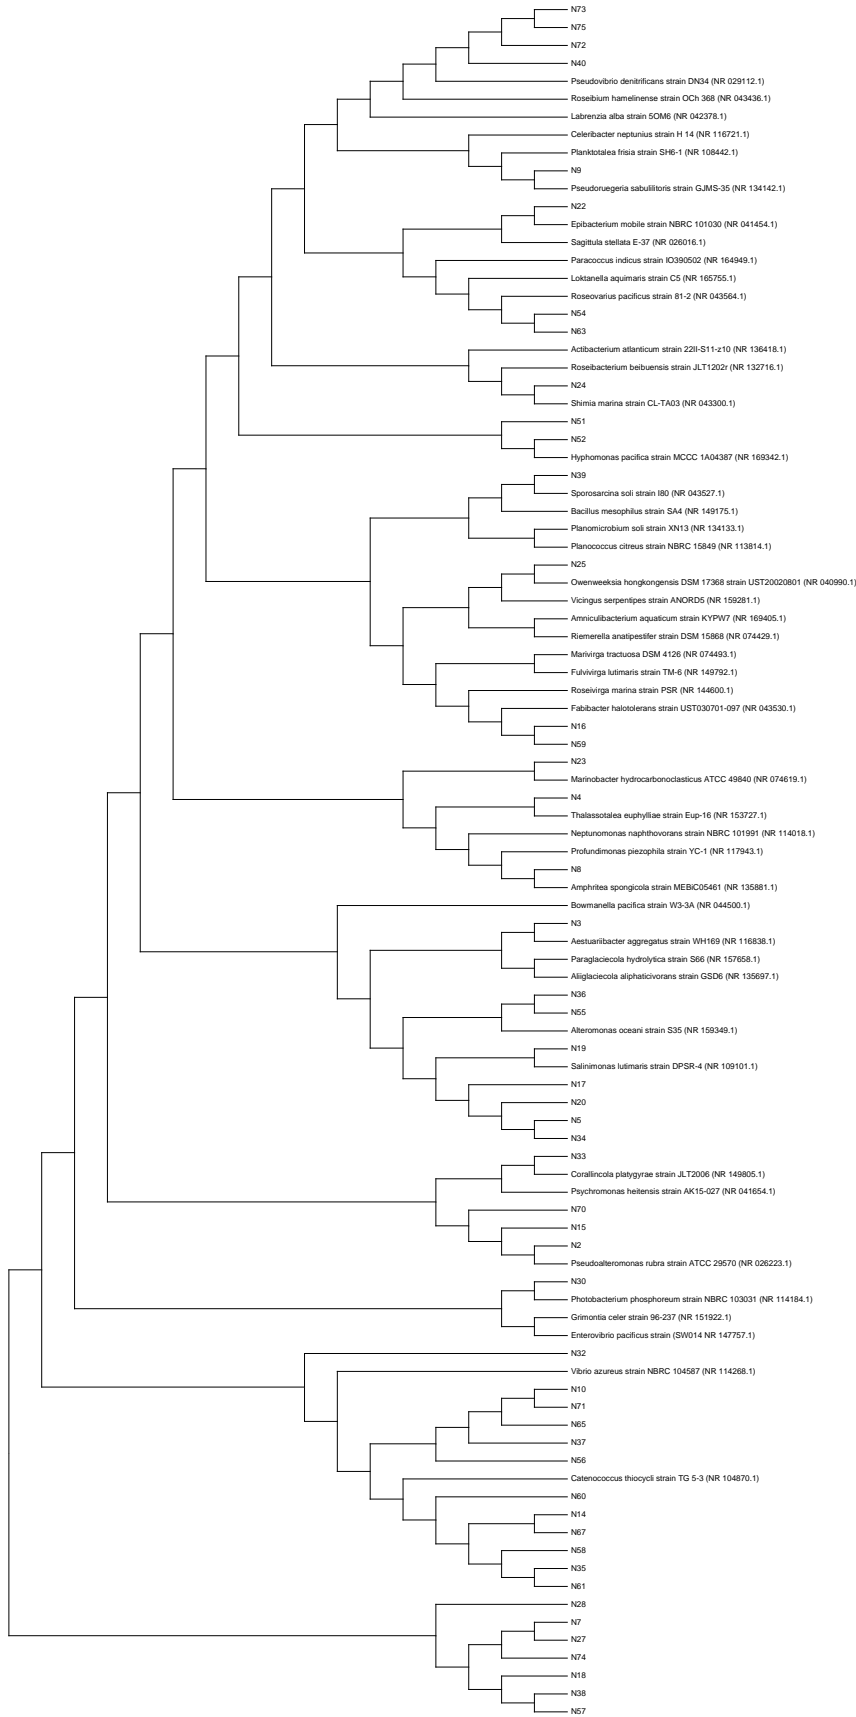 N73
N75
N72
N40
Pseudovibrio denitrificans strain DN34 (NR 029112.1)
Roseibium hamelinense strain OCh 368 (NR 043436.1)
Labrenzia alba strain 5OM6 (NR 042378.1)
Celeribacter neptunius strain H 14 (NR 116721.1)
Planktotalea frisia strain SH6-1 (NR 108442.1)
N9
Pseudoruegeria sabulilitoris strain GJMS-35 (NR 134142.1)
N22
Epibacterium mobile strain NBRC 101030 (NR 041454.1)
Sagittula stellata E-37 (NR 026016.1)
Paracoccus indicus strain IO390502 (NR 164949.1)
Loktanella aquimaris strain C5 (NR 165755.1)
Roseovarius pacificus strain 81-2 (NR 043564.1)
N54
N63
Actibacterium atlanticum strain 22II-S11-z10 (NR 136418.1)
Roseibacterium beibuensis strain JLT1202r (NR 132716.1)
N24
Shimia marina strain CL-TA03 (NR 043300.1)
N51
N52
Hyphomonas pacifica strain MCCC 1A04387 (NR 169342.1)
N39
Sporosarcina soli strain I80 (NR 043527.1)
Bacillus mesophilus strain SA4 (NR 149175.1)
Planomicrobium soli strain XN13 (NR 134133.1)
Planococcus citreus strain NBRC 15849 (NR 113814.1)
N25
Owenweeksia hongkongensis DSM 17368 strain UST20020801 (NR 040990.1)
Vicingus serpentipes strain ANORD5 (NR 159281.1)
Amniculibacterium aquaticum strain KYPW7 (NR 169405.1)
Riemerella anatipestifer strain DSM 15868 (NR 074429.1)
Marivirga tractuosa DSM 4126 (NR 074493.1)
Fulvivirga lutimaris strain TM-6 (NR 149792.1)
Roseivirga marina strain PSR (NR 144600.1)
Fabibacter halotolerans strain UST030701-097 (NR 043530.1)
N16
N59
N23
Marinobacter hydrocarbonoclasticus ATCC 49840 (NR 074619.1)
N4
Thalassotalea euphylliae strain Eup-16 (NR 153727.1)
Neptunomonas naphthovorans strain NBRC 101991 (NR 114018.1)
Profundimonas piezophila strain YC-1 (NR 117943.1)
N8
Amphritea spongicola strain MEBiC05461 (NR 135881.1)
Bowmanella pacifica strain W3-3A (NR 044500.1)
N3
Aestuariibacter aggregatus strain WH169 (NR 116838.1)
Paraglaciecola hydrolytica strain S66 (NR 157658.1)
Aliiglaciecola aliphaticivorans strain GSD6 (NR 135697.1)
N36
N55
Alteromonas oceani strain S35 (NR 159349.1)
N19
Salinimonas lutimaris strain DPSR-4 (NR 109101.1)
N17
N20
N5
N34
N33
Corallincola platygyrae strain JLT2006 (NR 149805.1)
Psychromonas heitensis strain AK15-027 (NR 041654.1)
N70
N15
N2
Pseudoalteromonas rubra strain ATCC 29570 (NR 026223.1)
N30
Photobacterium phosphoreum strain NBRC 103031 (NR 114184.1)
Grimontia celer strain 96-237 (NR 151922.1)
Enterovibrio pacificus strain (SW014 NR 147757.1)
N32
Vibrio azureus strain NBRC 104587 (NR 114268.1)
N10
N71
N65
N37
N56
Catenococcus thiocycli strain TG 5-3 (NR 104870.1)
N60
N14
N67
N58
N35
N61
N28
N7
N27
N74
N18
N38
N57